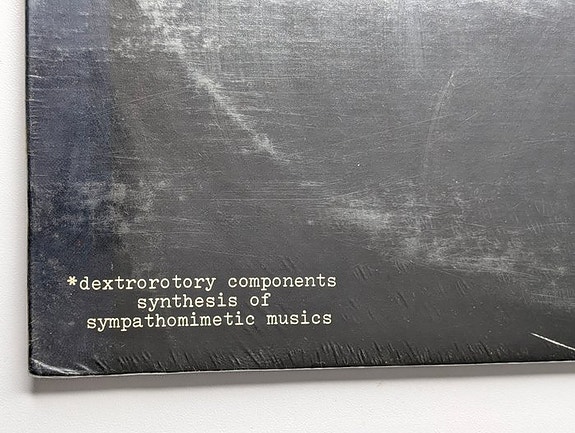 *dextrorotory components
synthesis of
sympathomimetic musics